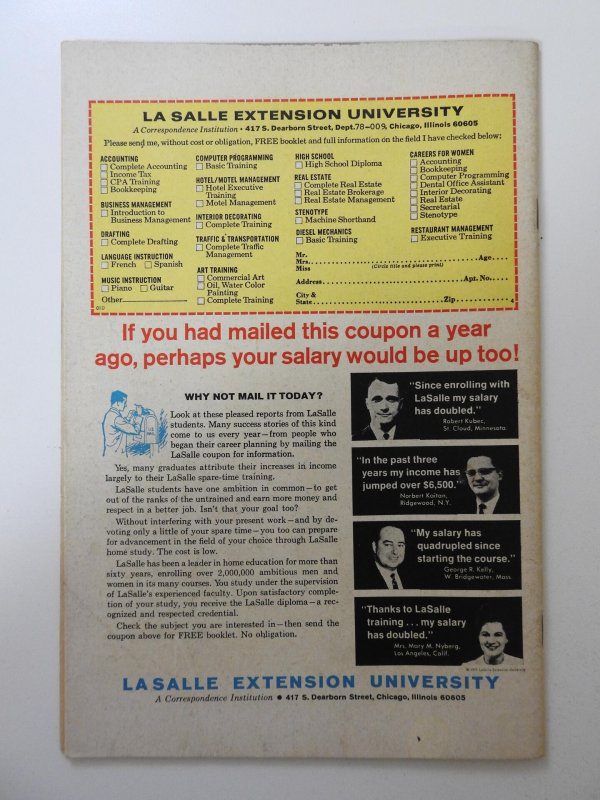 LA SALLE EXTENSION UNIVERSITY
A Correspondence Institution • 417 S. Dearborn Street, Dept. 78-009, Chicago, Illinois 60605
Please send me, without cost or obligation, FREE booklet and full information on the field I have checked below:
ACCOUNTING
Complete Accounting
Income Tax
CPA Training
Bookkeeping
BUSINESS MANAGEMENT
Introduction to
Business Management
DRAFTING
Complete Drafting
LANGUAGE INSTRUCTION
French Spanish
MUSIC INSTRUCTION
Piano Guitar
Other
010
COMPUTER PROGRAMMING
Basic Training
HOTEL/MOTEL MANAGEMENT
Hotel Executive
Training
Motel Management
INTERIOR DECORATING
Complete Training
TRAFFIC & TRANSPORTATION
Complete Traffic
Management
ART TRAINING
Commercial Art
Oil, Water Color
Painting
Complete Training
HIGH SCHOOL
High School Diploma
REAL ESTATE
Complete Real Estate
Real Estate Brokerage
Real Estate Management
STENOTYPE
Machine Shorthand
DIESEL MECHANICS
Basic Training
CAREERS FOR WOMEN
Accounting
Bookkeeping
Computer Programming
Dental Office Assistant
Interior Decorating
Real Estate
Secretarial
Stenotype
RESTAURANT MANAGEMENT
Executive Training
Mr.
Mrs. Age
Miss (Circle title and please print)
Address Apt. No.
City &
State Zip 4
If you had mailed this coupon a year
ago, perhaps your salary would be up too!
WHY NOT MAIL IT TODAY?
Look at these pleased reports from LaSalle
students. Many success stories of this kind
come to us every year—from people who
began their career planning by mailing the
LaSalle coupon for information.
Yes, many graduates attribute their increases in income
largely to their LaSalle spare-time training.
LaSalle students have one ambition in common—to get
out of the ranks of the untrained and earn more money and
respect in a better job. Isn't that your goal too?
Without interfering with your present work—and by de-
voting only a little of your spare time—you too can prepare
for advancement in the field of your choice through LaSalle
home study. The cost is low.
LaSalle has been a leader in home education for more than
sixty years, enrolling over 2,000,000 ambitious men and
women in its many courses. You study under the supervision
of LaSalle's experienced faculty. Upon satisfactory comple-
tion of your study, you receive the LaSalle diploma—a rec-
ognized and respected credential.
Check the subject you are interested in—then send the
coupon above for FREE booklet. No obligation.
"Since enrolling with
LaSalle my salary
has doubled."
Robert Kubec,
St. Cloud, Minnesota.
"In the past three
years my income has
jumped over $6,500."
Norbert Kaitan,
Ridgewood, N.Y.
"My salary has
quadrupled since
starting the course."
George R. Kelly,
W. Bridgewater, Mass.
"Thanks to LaSalle
training . . . my salary
has doubled."
Mrs. Mary M. Nyberg,
Los Angeles, Calif.
LaSalle Extension University
LA SALLE EXTENSION UNIVERSITY
A Correspondence Institution • 417 S. Dearborn Street, Chicago, Illinois 60605